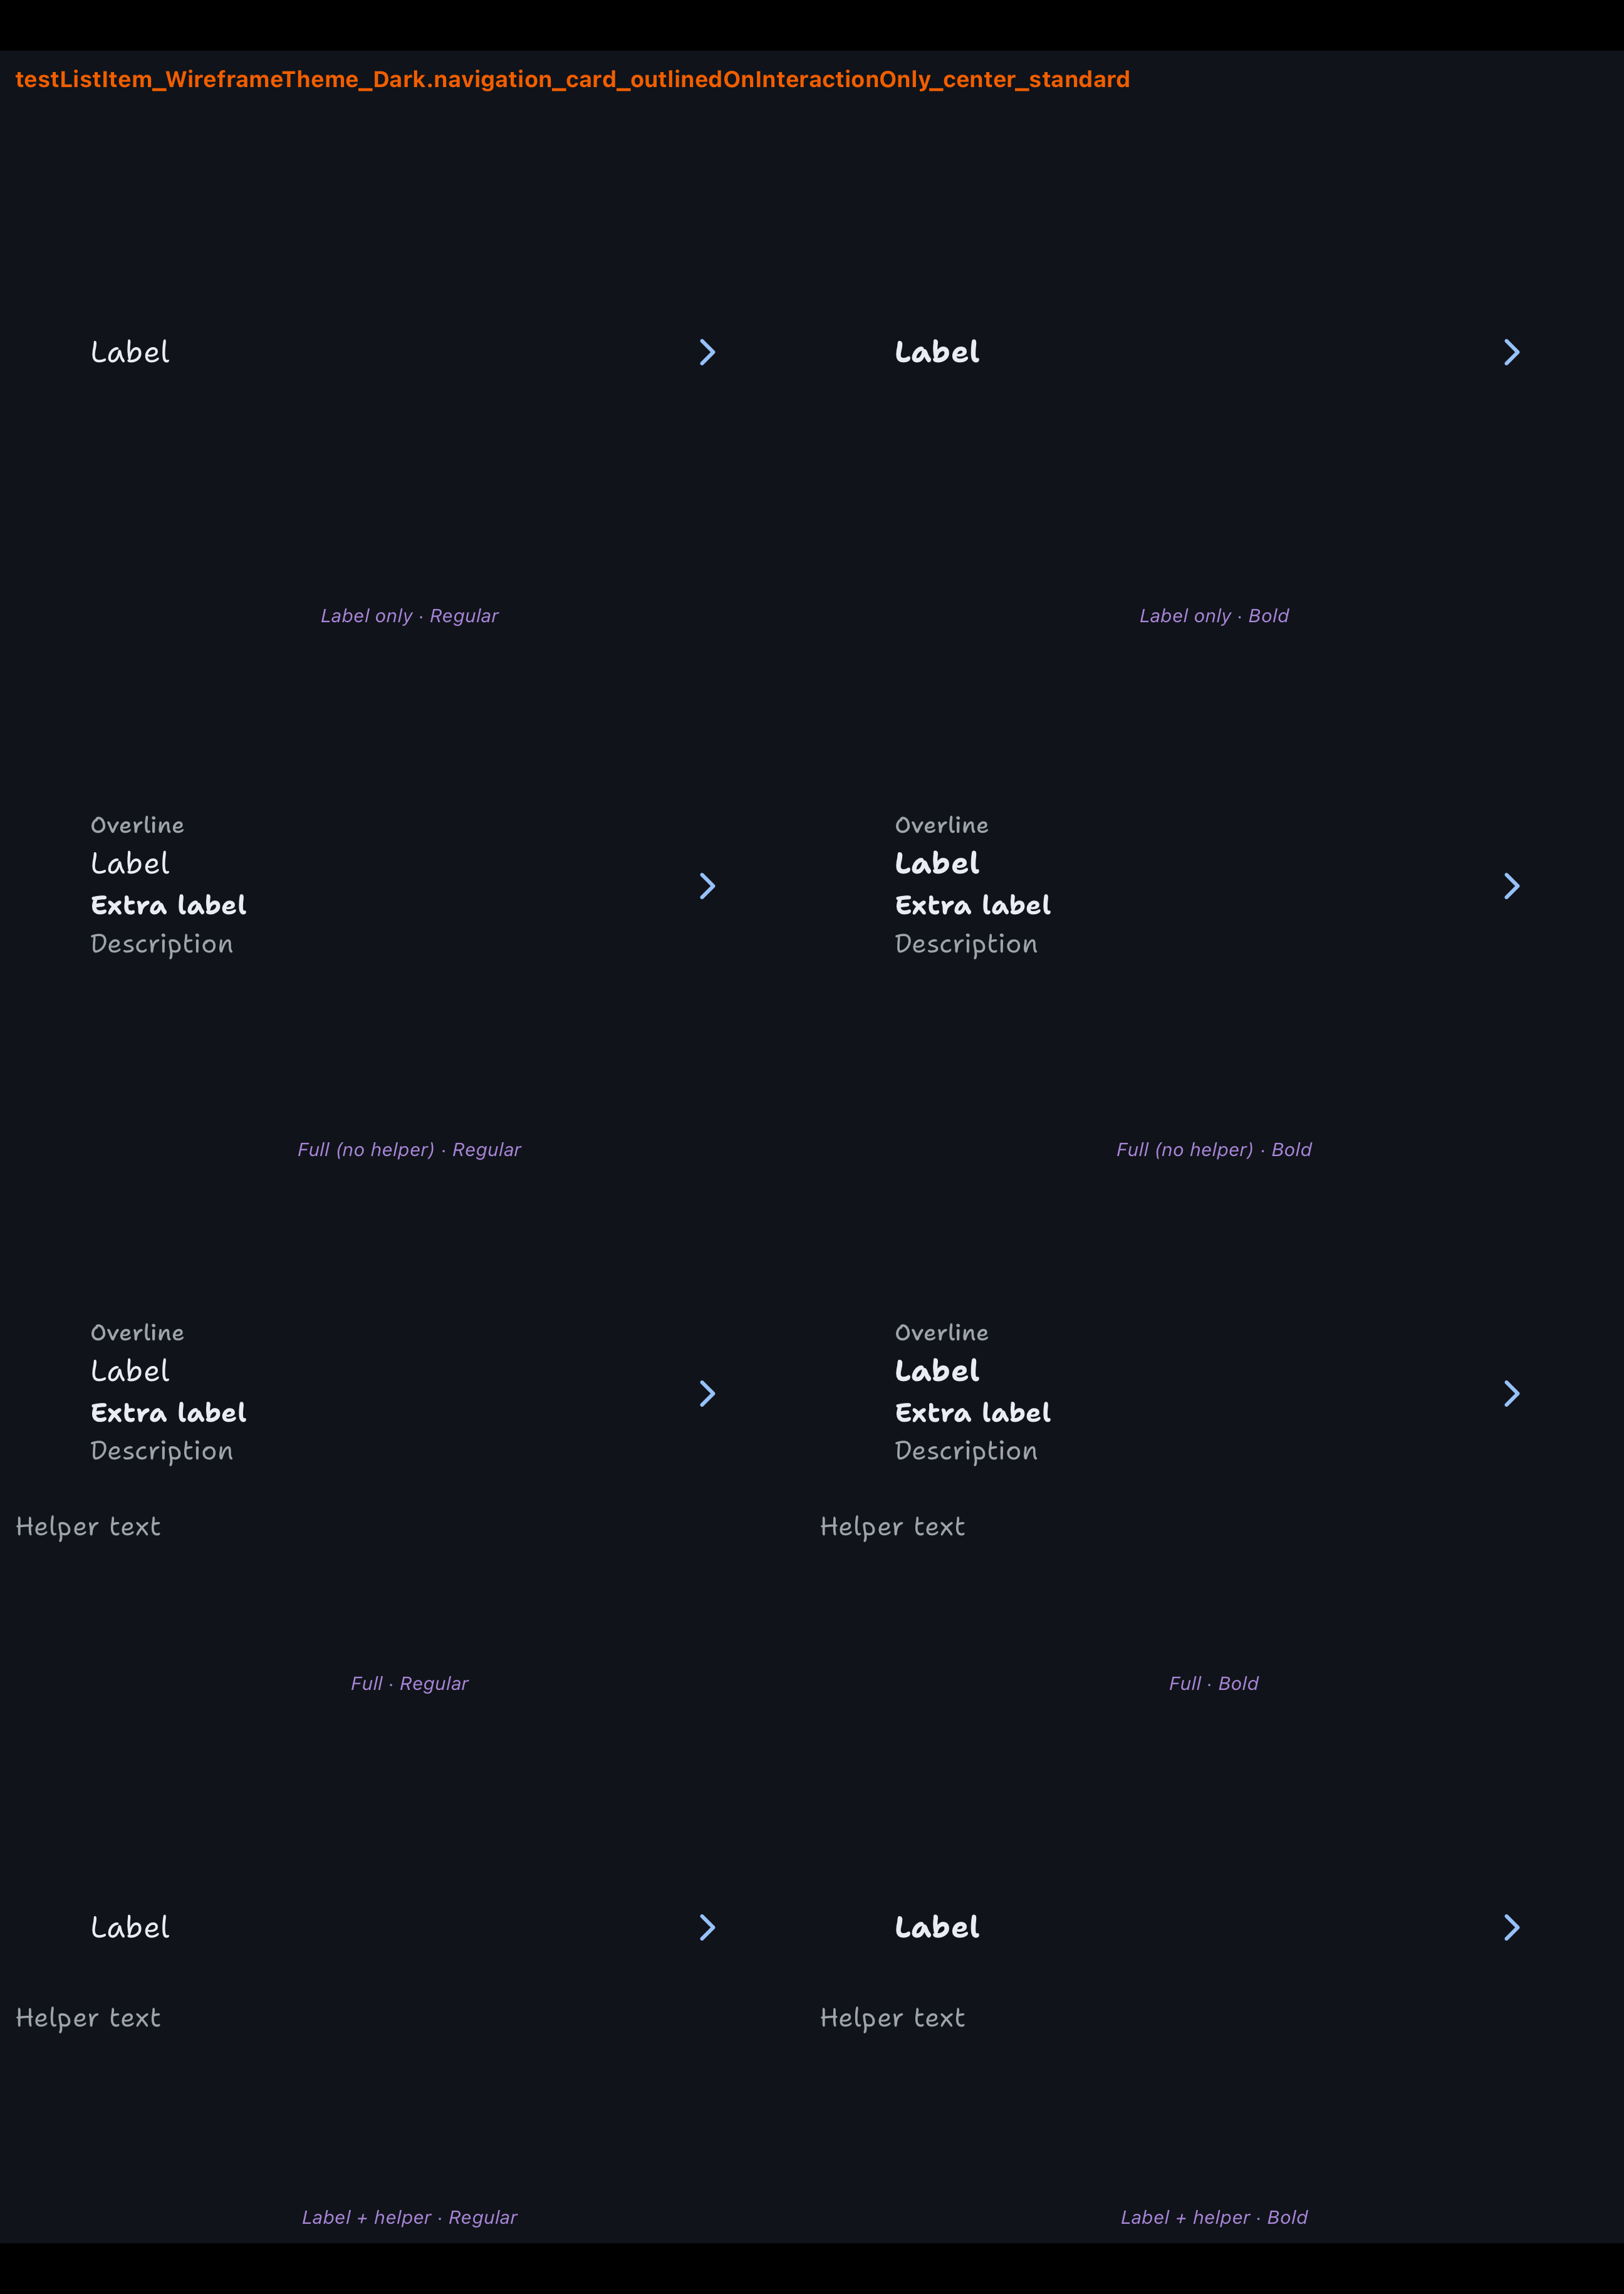 testListItem_WireframeTheme_Dark.navigation_card_outlinedOnInteractionOnly_center_standard
Label
Label
Label only · Regular
Label only · Bold
Overline
Label
Extra label
Description
Overline
Label
Extra label
Description
Full (no helper) · Regular
Full (no helper) · Bold
Overline
Label
Extra label
Description
Helper text
Overline
Label
Extra label
Description
Helper text
Full · Regular
Full · Bold
Label
Helper text
Label
Helper text
Label + helper · Regular
Label + helper · Bold